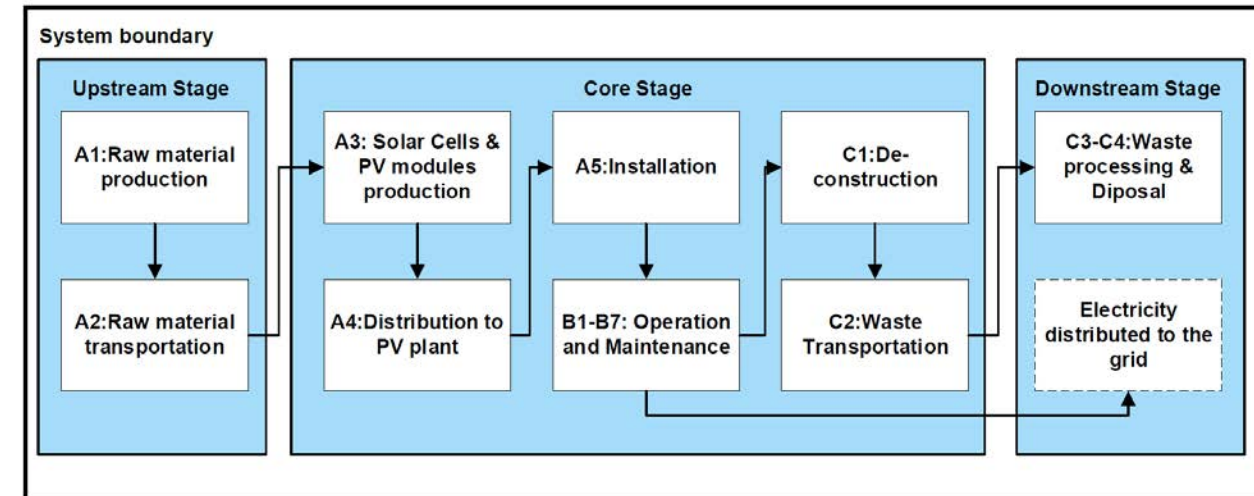 System boundary
Upstream Stage
A1:Raw material
production
A2:Raw material
transportation
Core Stage
A3: Solar Cells &
PV modules
production
A4:Distribution to
PV plant
A5:Installation
B1-B7: Operation
and Maintenance
C1:De-
construction
C2:Waste
Transportation
Downstream Stage
C3-C4:Waste
processing &
Diposal
Electricity
distributed to the
grid